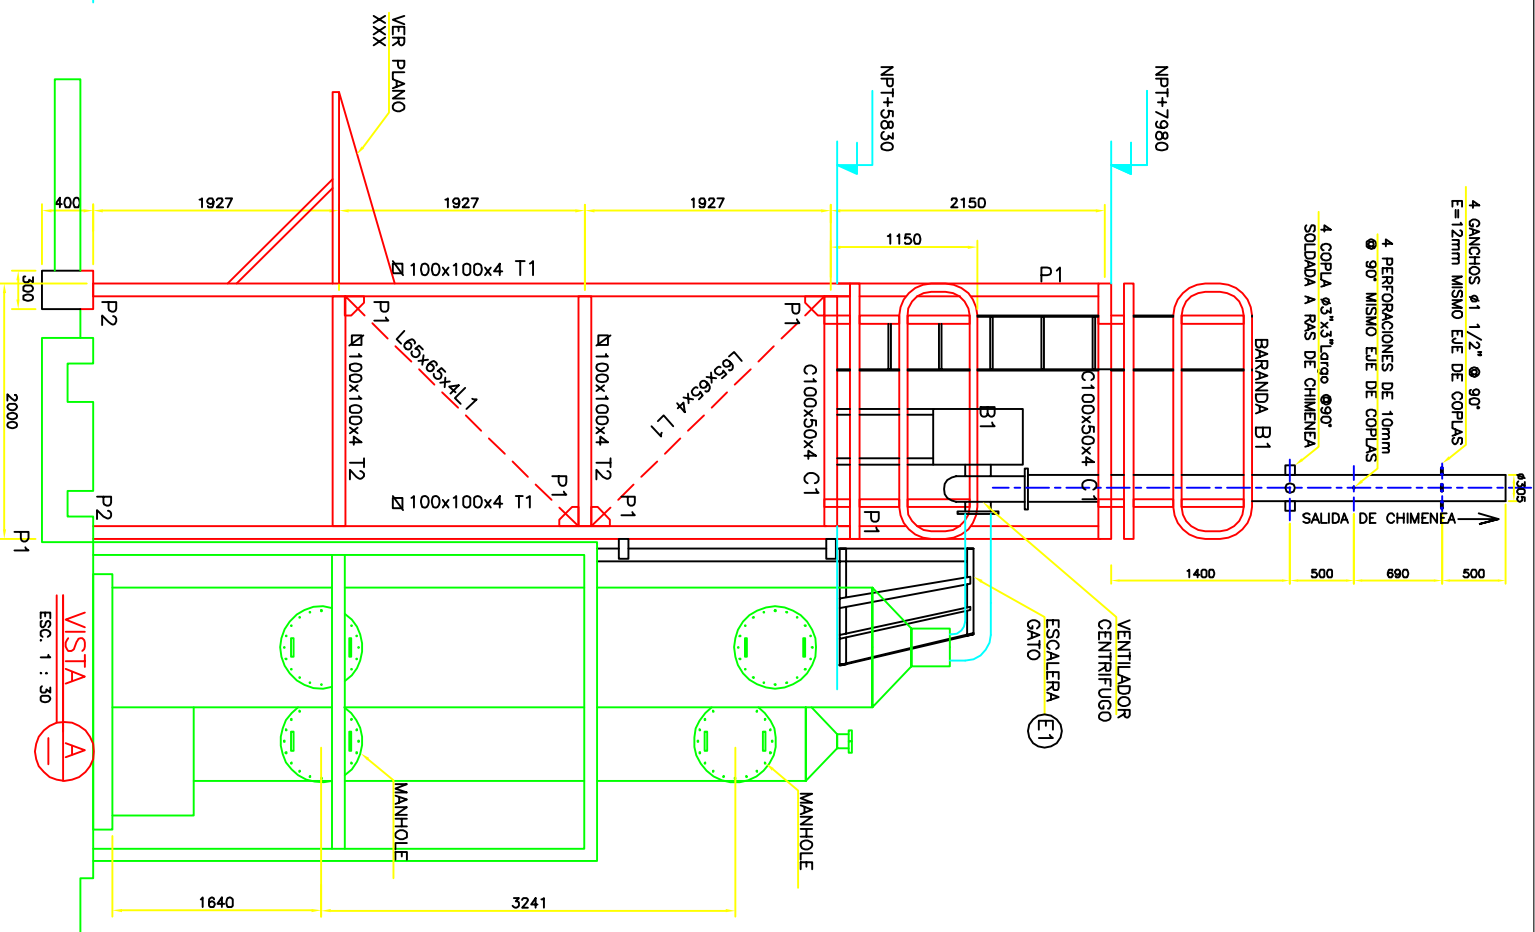 4 GANCHOS ø1 1/2" @ 90°
E=12mm MISMO EJE DE COPLAS
4 PERFORACIONES DE 10mm
@ 90° MISMO EJE DE COPLAS
4 COPLA ø3"x3"Largo @90°
SOLDADA A RAS DE CHIMENEA
ø305
SALIDA DE CHIMENEA
500
690
500
1400
NPT+7980
BARANDA B1
NPT+5830
2150
1150
P1
C100x50x4 C1
B1
C100x50x4 C1
P1
VENTILADOR
CENTRIFUGO
ESCALERA
GATO
E1
1927
1927
1927
400
VER PLANO
XXX
100x100x4 T1
P1
L65x65x4 L1
P1
P1
100x100x4 T2
P1
L65x65x4L1
100x100x4 T2
100x100x4 T1
300
P2
P2
P1
2000
MANHOLE
MANHOLE
1640
3241
VISTA
A
ESC. 1 : 30